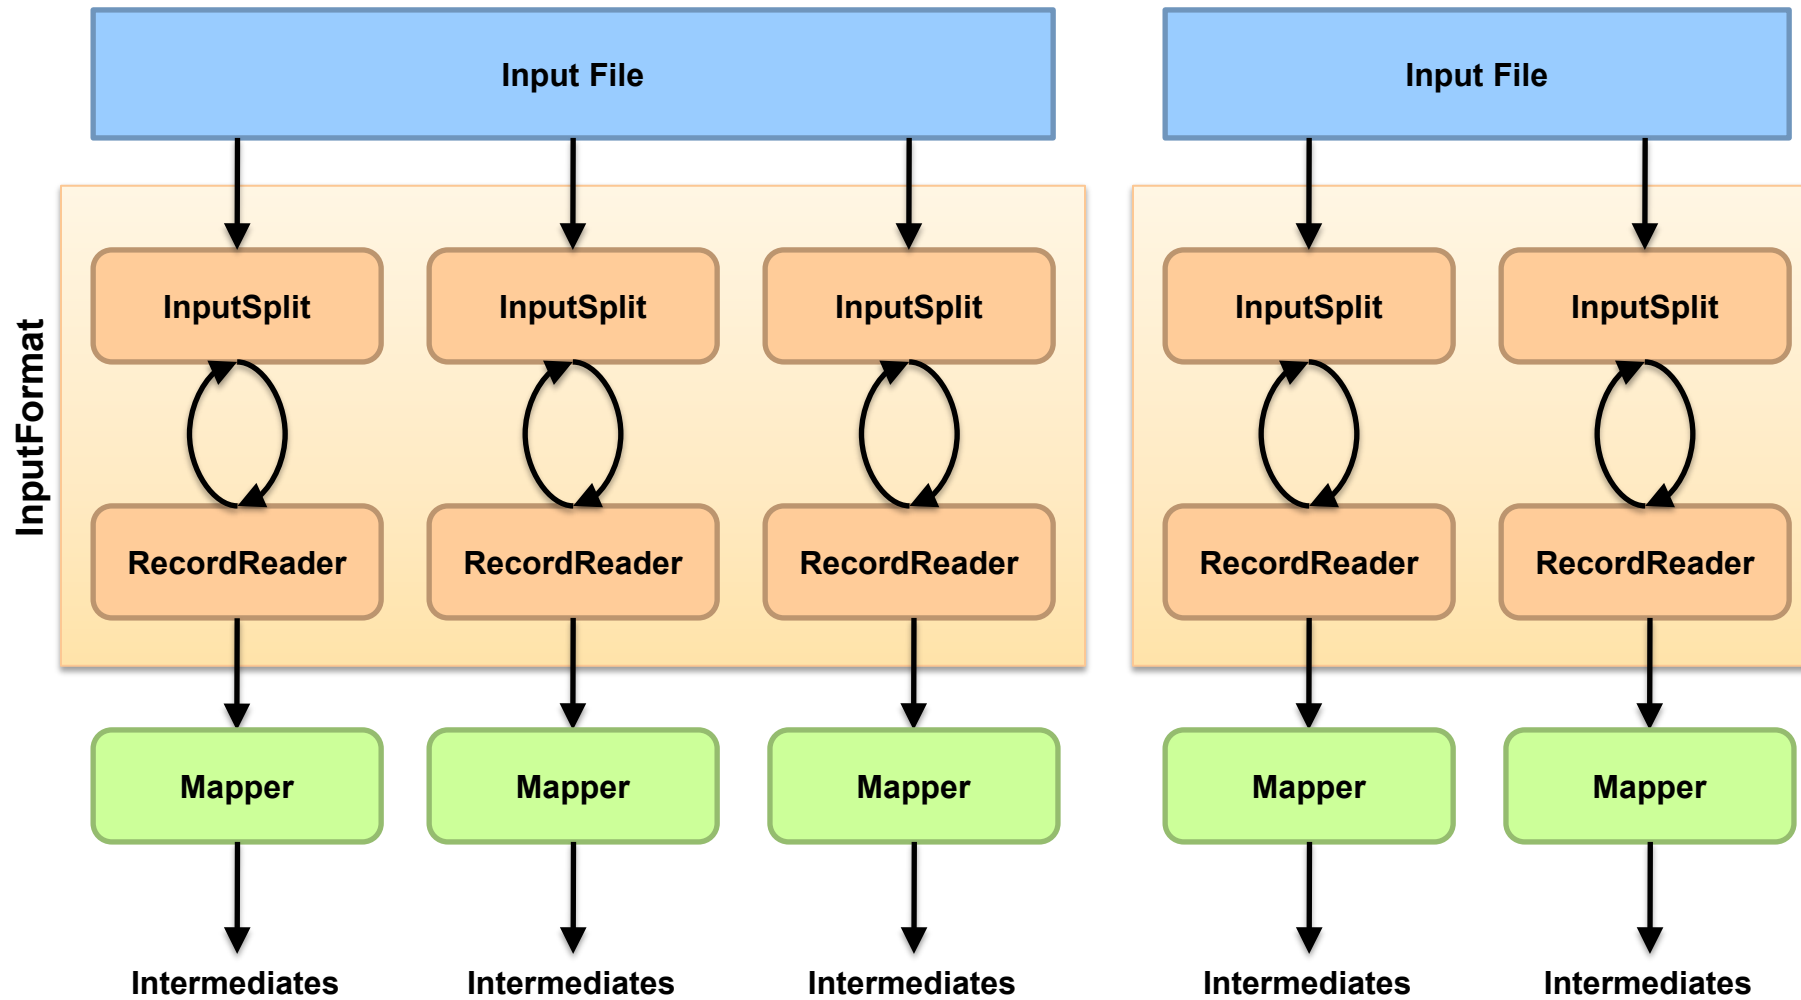 Input File
Input File
InputFormat
InputSplit
InputSplit
InputSplit
InputSplit
InputSplit
RecordReader
RecordReader
RecordReader
RecordReader
RecordReader
Mapper
Mapper
Mapper
Mapper
Mapper
Intermediates
Intermediates
Intermediates
Intermediates
Intermediates